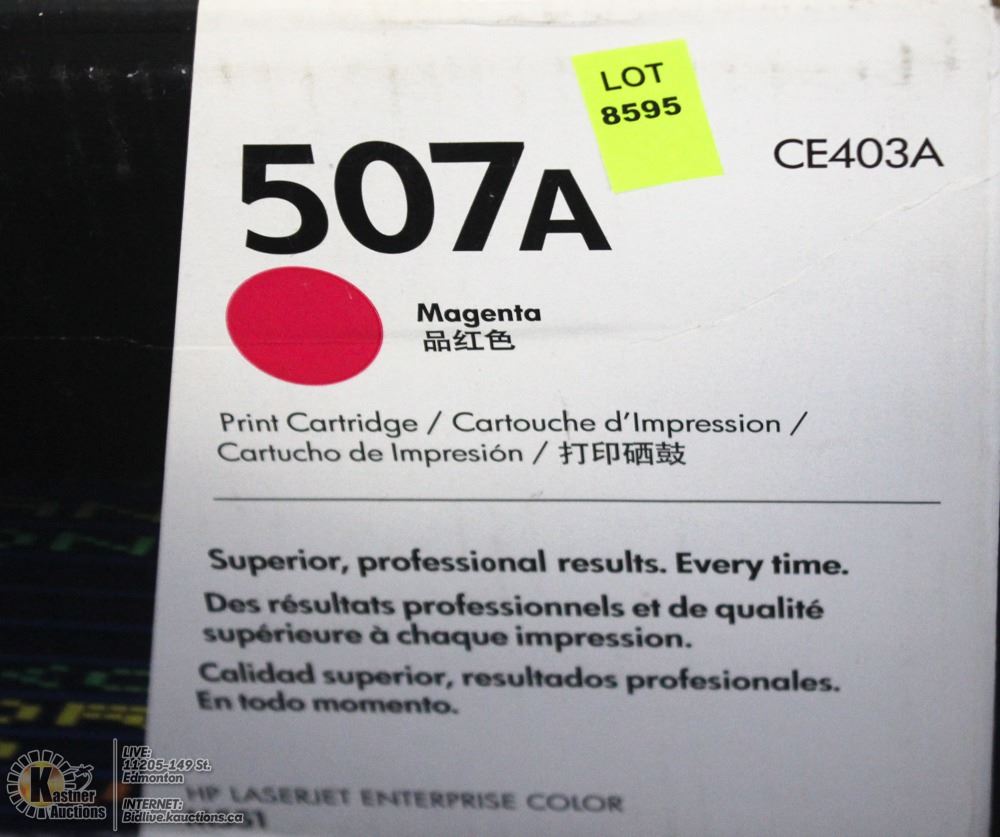 LOT
8595
507A
CE403A
Magenta
品红色
Print Cartridge / Cartouche d'Impression /
Cartucho de Impresión / 打印硒鼓
Superior, professional results. Every time.
Des résultats professionnels et de qualité
supérieure à chaque impression.
Calidad superior, resultados profesionales.
En todo momento.
HP LASERJET ENTERPRISE COLOR
Kastner
Auctions
LIVE:
11205-149 St.
Edmonton
INTERNET:
Bidlive.kauctions.ca